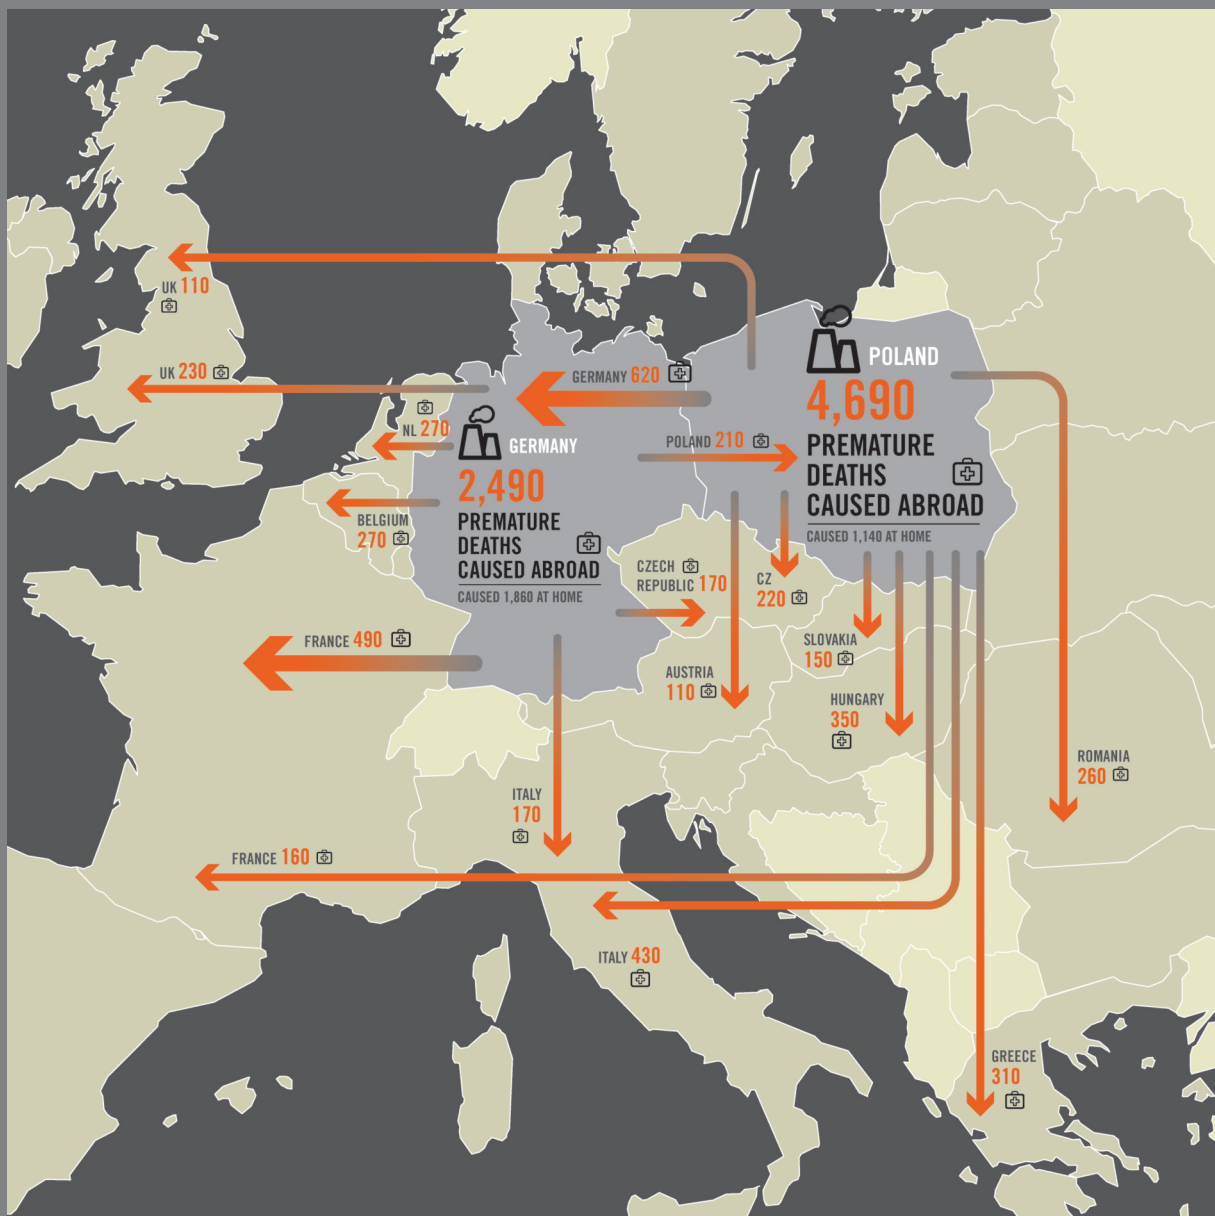 UK 110
UK 230
GERMANY 620
POLAND
4,690
PREMATURE
DEATHS
CAUSED ABROAD
CAUSED 1,140 AT HOME
NL 270
GERMANY
2,490
PREMATURE
DEATHS
CAUSED ABROAD
CAUSED 1,860 AT HOME
POLAND 210
BELGIUM
270
CZECH
REPUBLIC 170
CZ
220
FRANCE 490
SLOVAKIA
150
AUSTRIA
110
HUNGARY
350
ROMANIA
260
ITALY
170
FRANCE 160
ITALY 430
GREECE
310